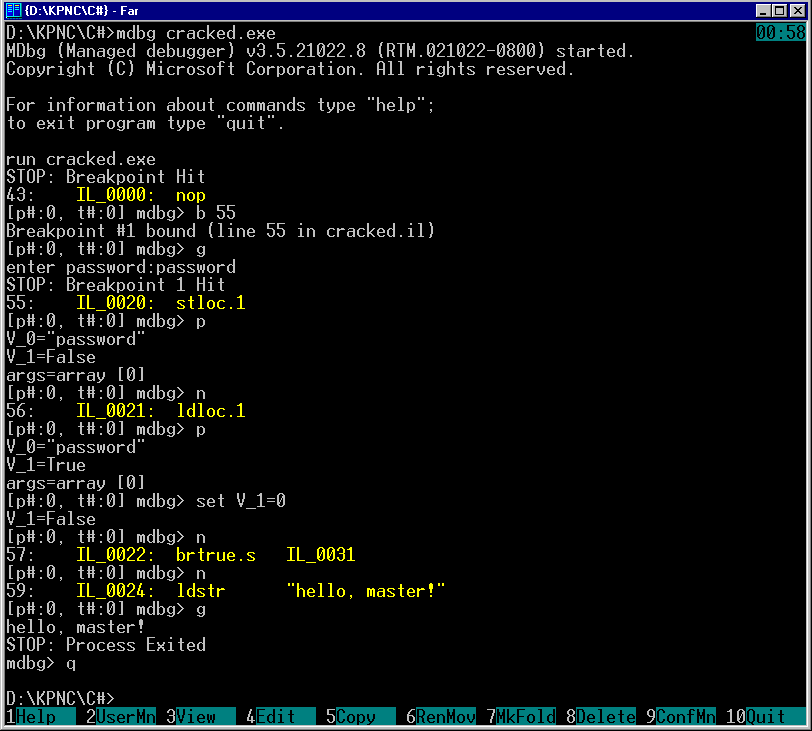 {D:\KPNC\C#} - Far
D:\KPNC\C#>mdbg cracked.exe
00:58
MDbg (Managed debugger) v3.5.21022.8 (RTM.021022-0800) started.
Copyright (C) Microsoft Corporation. All rights reserved.
For information about commands type "help";
to exit program type "quit".
run cracked.exe
STOP: Breakpoint Hit
43:    IL_0000:  nop
[p#:0, t#:0] mdbg> b 55
Breakpoint #1 bound (line 55 in cracked.il)
[p#:0, t#:0] mdbg> g
enter password:password
STOP: Breakpoint 1 Hit
55:    IL_0020:  stloc.1
[p#:0, t#:0] mdbg> p
V_0="password"
V_1=False
args=array [0]
[p#:0, t#:0] mdbg> n
56:    IL_0021:  ldloc.1
[p#:0, t#:0] mdbg> p
V_0="password"
V_1=True
args=array [0]
[p#:0, t#:0] mdbg> set V_1=0
V_1=False
[p#:0, t#:0] mdbg> n
57:    IL_0022:  brtrue.s   IL_0031
[p#:0, t#:0] mdbg> n
59:    IL_0024:  ldstr      "hello, master!"
[p#:0, t#:0] mdbg> g
hello, master!
STOP: Process Exited
mdbg> q
D:\KPNC\C#>
1Help 2UserMn 3View 4Edit 5Copy 6RenMov 7MkFold 8Delete 9ConfMn 10Quit